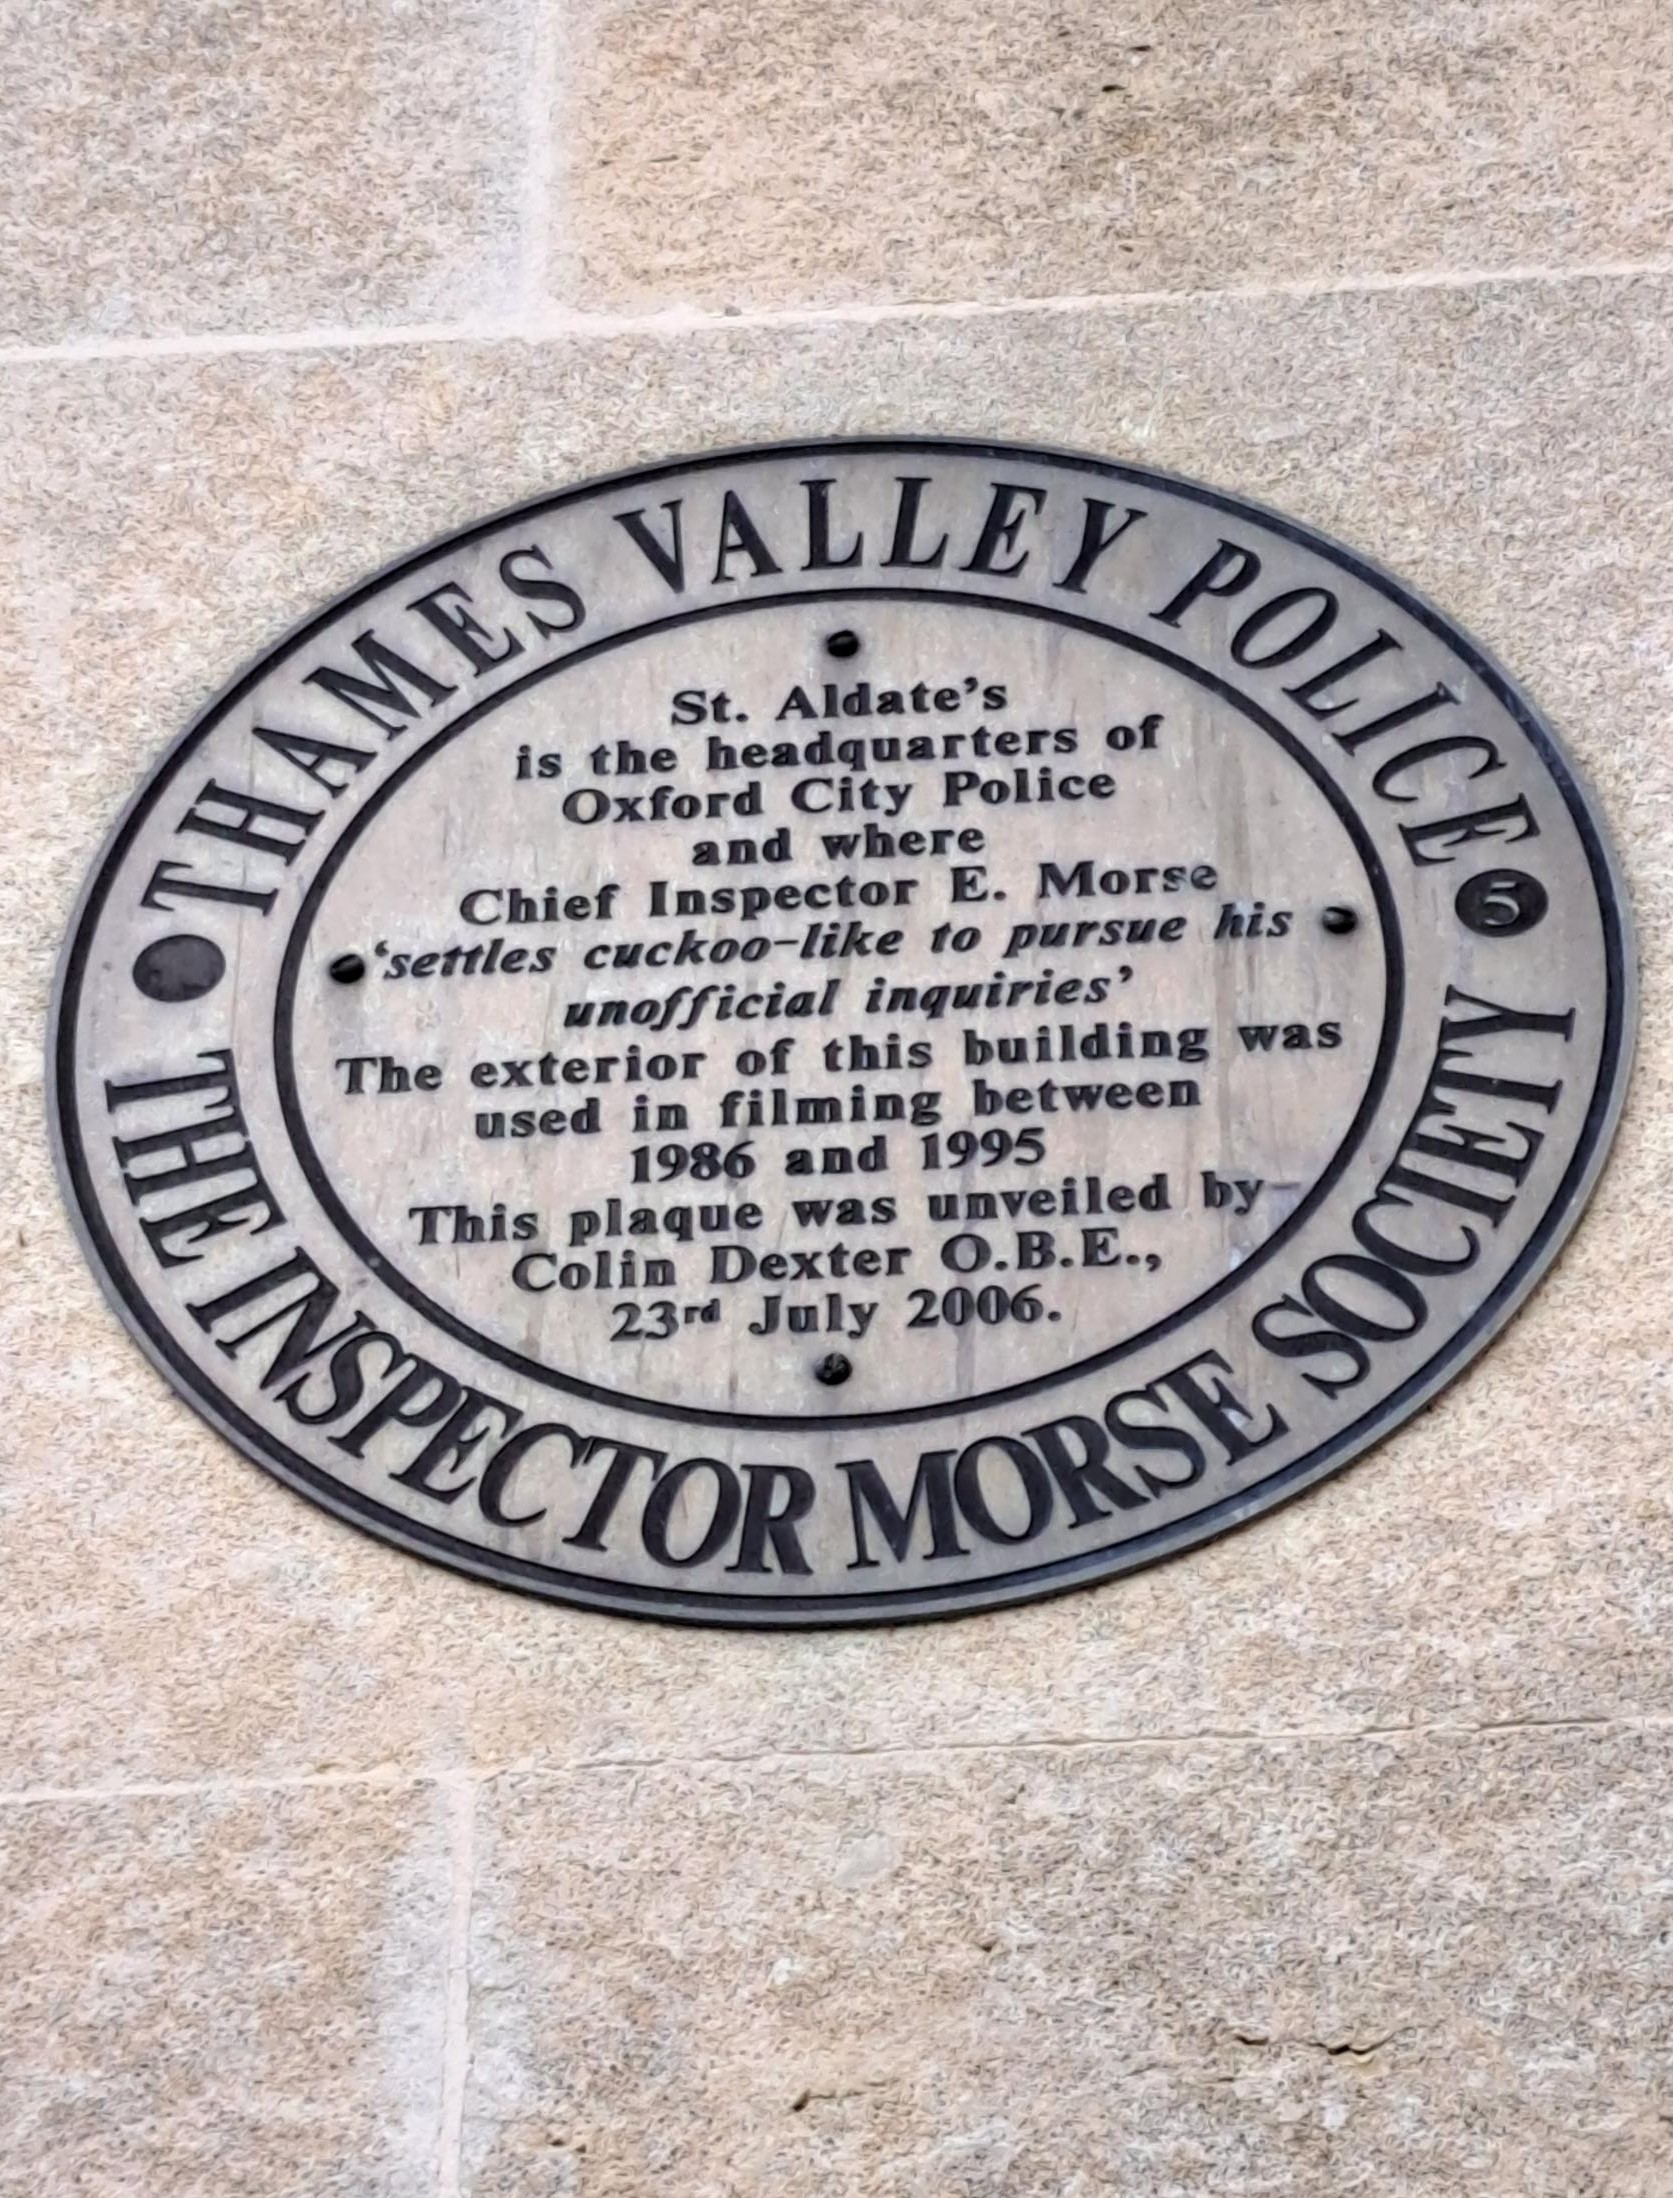 THAMES VALLEY POLICE
5
St. Aldate's
is the headquarters of
Oxford City Police
and where
Chief Inspector E. Morse
‘settles cuckoo-like to pursue his
unofficial inquiries’
The exterior of this building was
used in filming between
1986 and 1995
This plaque was unveiled by
Colin Dexter O.B.E.,
23rd July 2006.
THE INSPECTOR MORSE SOCIETY